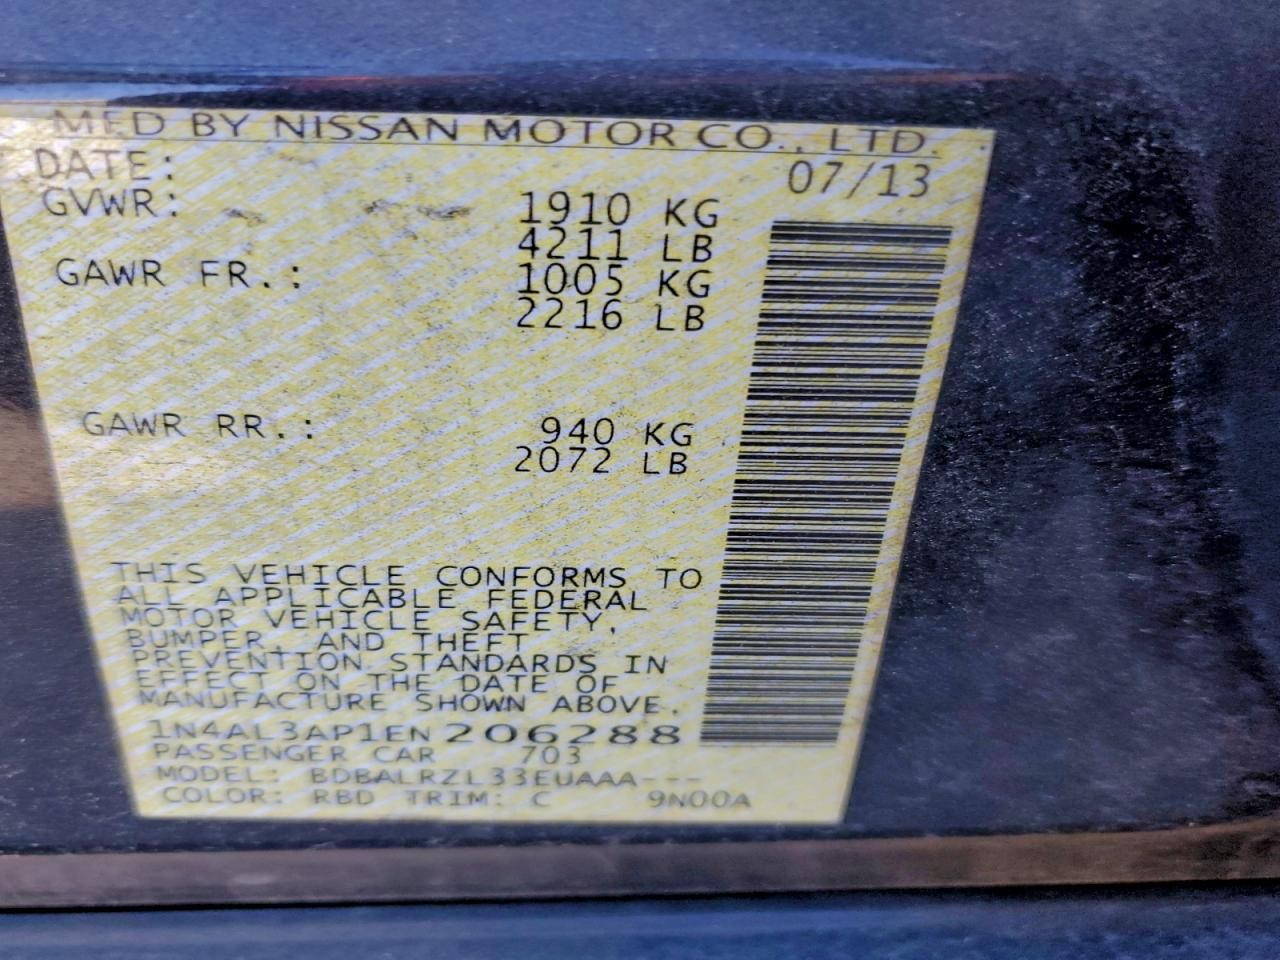 MFD BY NISSAN MOTOR CO., LTD.
DATE: 07/13
GVWR: 1910 KG
4211 LB
GAWR FR.: 1005 KG
2216 LB
GAWR RR.: 940 KG
2072 LB
THIS VEHICLE CONFORMS TO
ALL APPLICABLE FEDERAL
MOTOR VEHICLE SAFETY,
BUMPER, AND THEFT
PREVENTION STANDARDS IN
EFFECT ON THE DATE OF
MANUFACTURE SHOWN ABOVE.
1N4AL3AP1EN206288
PASSENGER CAR 703
MODEL: BDBALRZL33EUAAA---
COLOR: RBD TRIM: C 9N00A